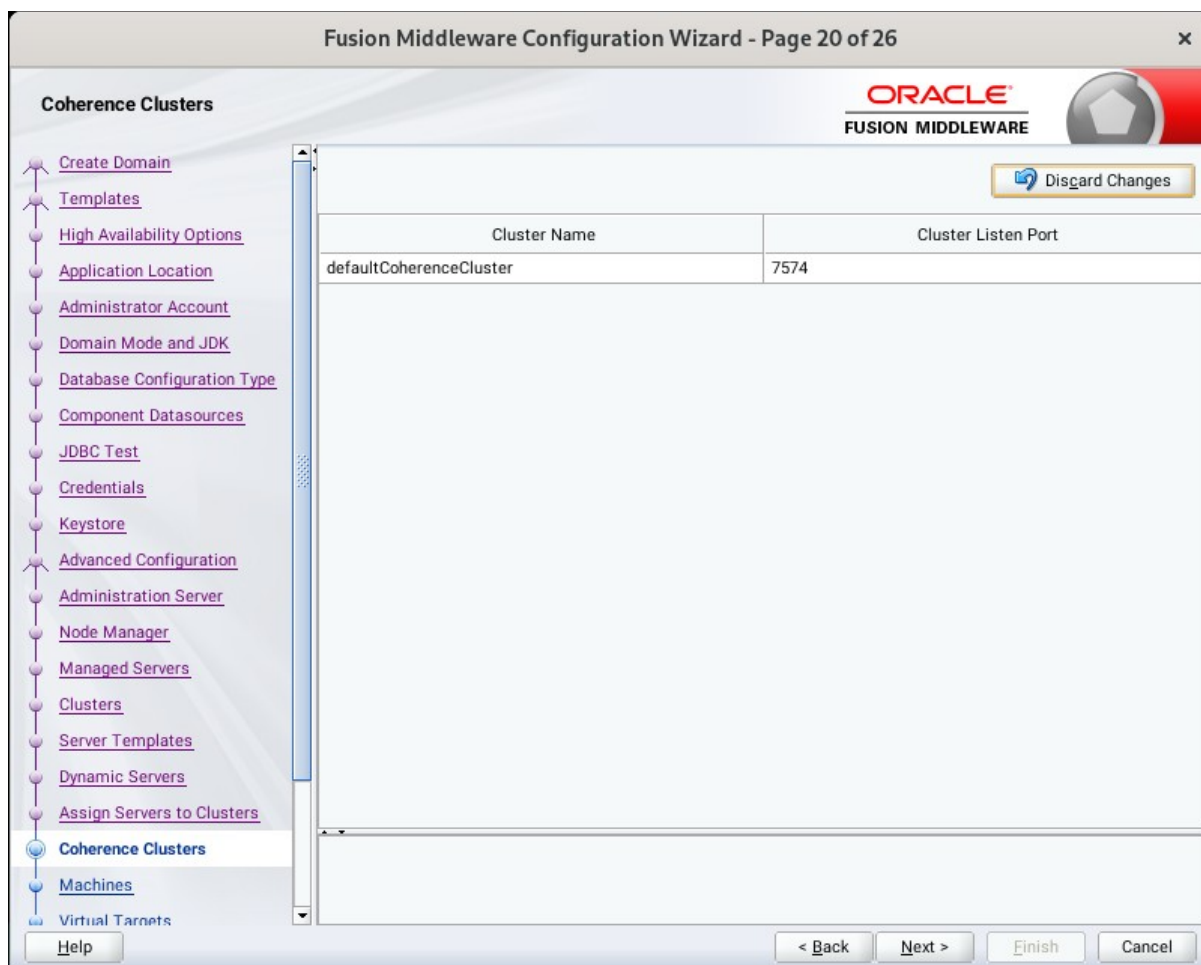 Fusion Middleware Configuration Wizard - Page 20 of 26
Coherence Clusters
ORACLE
FUSION MIDDLEWARE
Create Domain
Templates
High Availability Options
Application Location
Administrator Account
Domain Mode and JDK
Database Configuration Type
Component Datasources
JDBC Test
Credentials
Keystore
Advanced Configuration
Administration Server
Node Manager
Managed Servers
Clusters
Server Templates
Dynamic Servers
Assign Servers to Clusters
Coherence Clusters
Machines
Virtual Targets
Discard Changes
Cluster Name Cluster Listen Port
defaultCoherenceCluster 7574
Help < Back Next > Finish Cancel